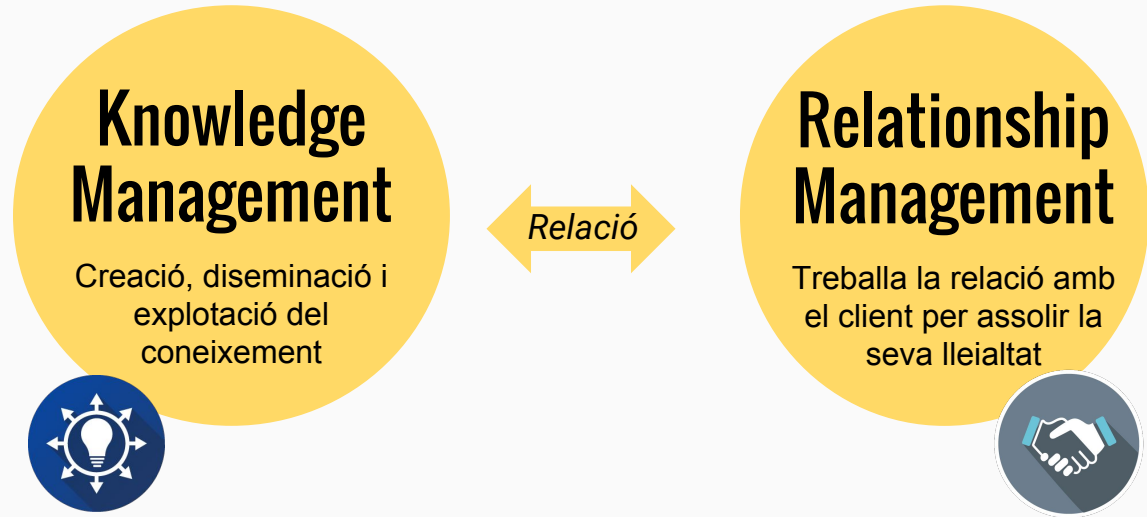 Knowledge
Management
Creació, diseminació i
explotació del
coneixement
Relació
Relationship
Management
Treballa la relació amb
el client per assolir la
seva lleialtat